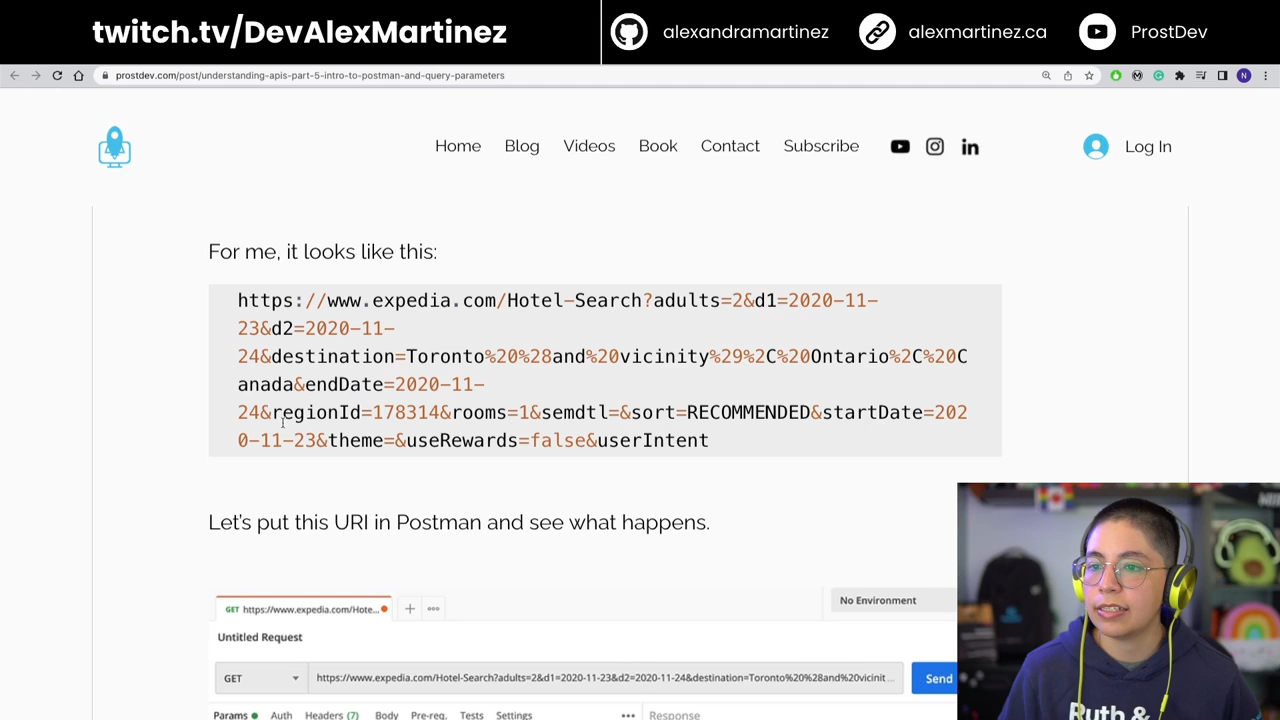 twitch.tv/DevAlexMartinez
alexandramartinez
alexmartinez.ca
ProstDev
prostdev.com/post/understanding-apis-part-5-intro-to-postman-and-query-parameters
N
Home Blog Videos Book Contact Subscribe
Log In
For me, it looks like this:
https://www.expedia.com/Hotel-Search?adults=2&d1=2020-11-
23&d2=2020-11-
24&destination=Toronto%20%28and%20vicinity%29%2C%20Ontario%2C%20C
anada&endDate=2020-11-
24&regionId=178314&rooms=1&semdtl=&sort=RECOMMENDED&startDate=202
0-11-23&theme=&useRewards=false&userIntent
Let's put this URI in Postman and see what happens.
GET https://www.expedia.com/Hote...
No Environment
Untitled Request
GET https://www.expedia.com/Hotel-Search?adults=2&d1=2020-11-23&d2=2020-11-24&destination=Toronto%20%28and%20vicinit ...
Send
Params Auth Headers (7) Body Pre-req. Tests Settings
Response
Ruth &